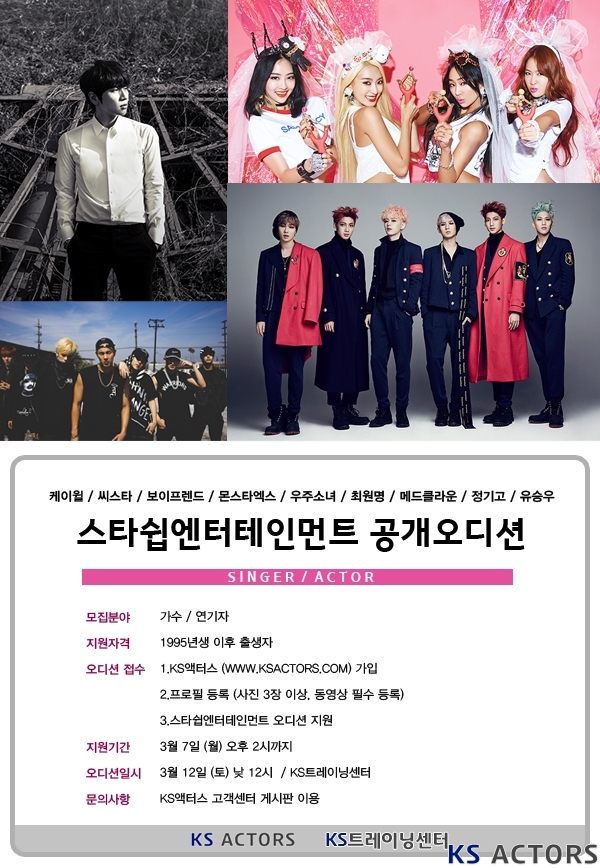 케이윌 / 씨스타 / 보이프렌드 / 몬스타엑스 / 우주소녀 / 최원명 / 메드클라운 / 정기고 / 유승우
스타쉽엔터테인먼트 공개오디션
SINGER / ACTOR
모집분야 가수 / 연기자
지원자격 1995년생 이후 출생자
오디션 접수 1.KS액터스 (WWW.KSACTORS.COM) 가입
2.프로필 등록 (사진 3장 이상, 동영상 필수 등록)
3.스타쉽엔터테인먼트 오디션 지원
지원기간 3월 7일 (월) 오후 2시까지
오디션일시 3월 12일 (토) 낮 12시 / KS트레이닝센터
문의사항 KS액터스 고객센터 게시판 이용
KS ACTORS KS트레이닝센터
KS ACTORS